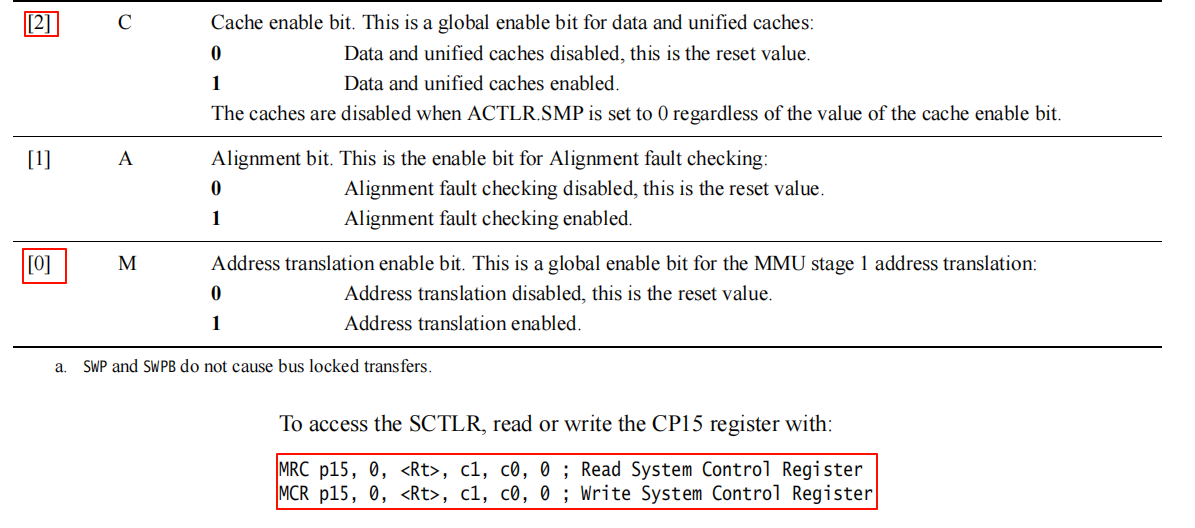 [2] C Cache enable bit. This is a global enable bit for data and unified caches:
0 Data and unified caches disabled, this is the reset value.
1 Data and unified caches enabled.
The caches are disabled when ACTLR.SMP is set to 0 regardless of the value of the cache enable bit.
[1] A Alignment bit. This is the enable bit for Alignment fault checking:
0 Alignment fault checking disabled, this is the reset value.
1 Alignment fault checking enabled.
[0] M Address translation enable bit. This is a global enable bit for the MMU stage 1 address translation:
0 Address translation disabled, this is the reset value.
1 Address translation enabled.
a. SWP and SWPB do not cause bus locked transfers.
To access the SCTLR, read or write the CP15 register with:
MRC p15, 0, <Rt>, c1, c0, 0 ; Read System Control Register
MCR p15, 0, <Rt>, c1, c0, 0 ; Write System Control Register